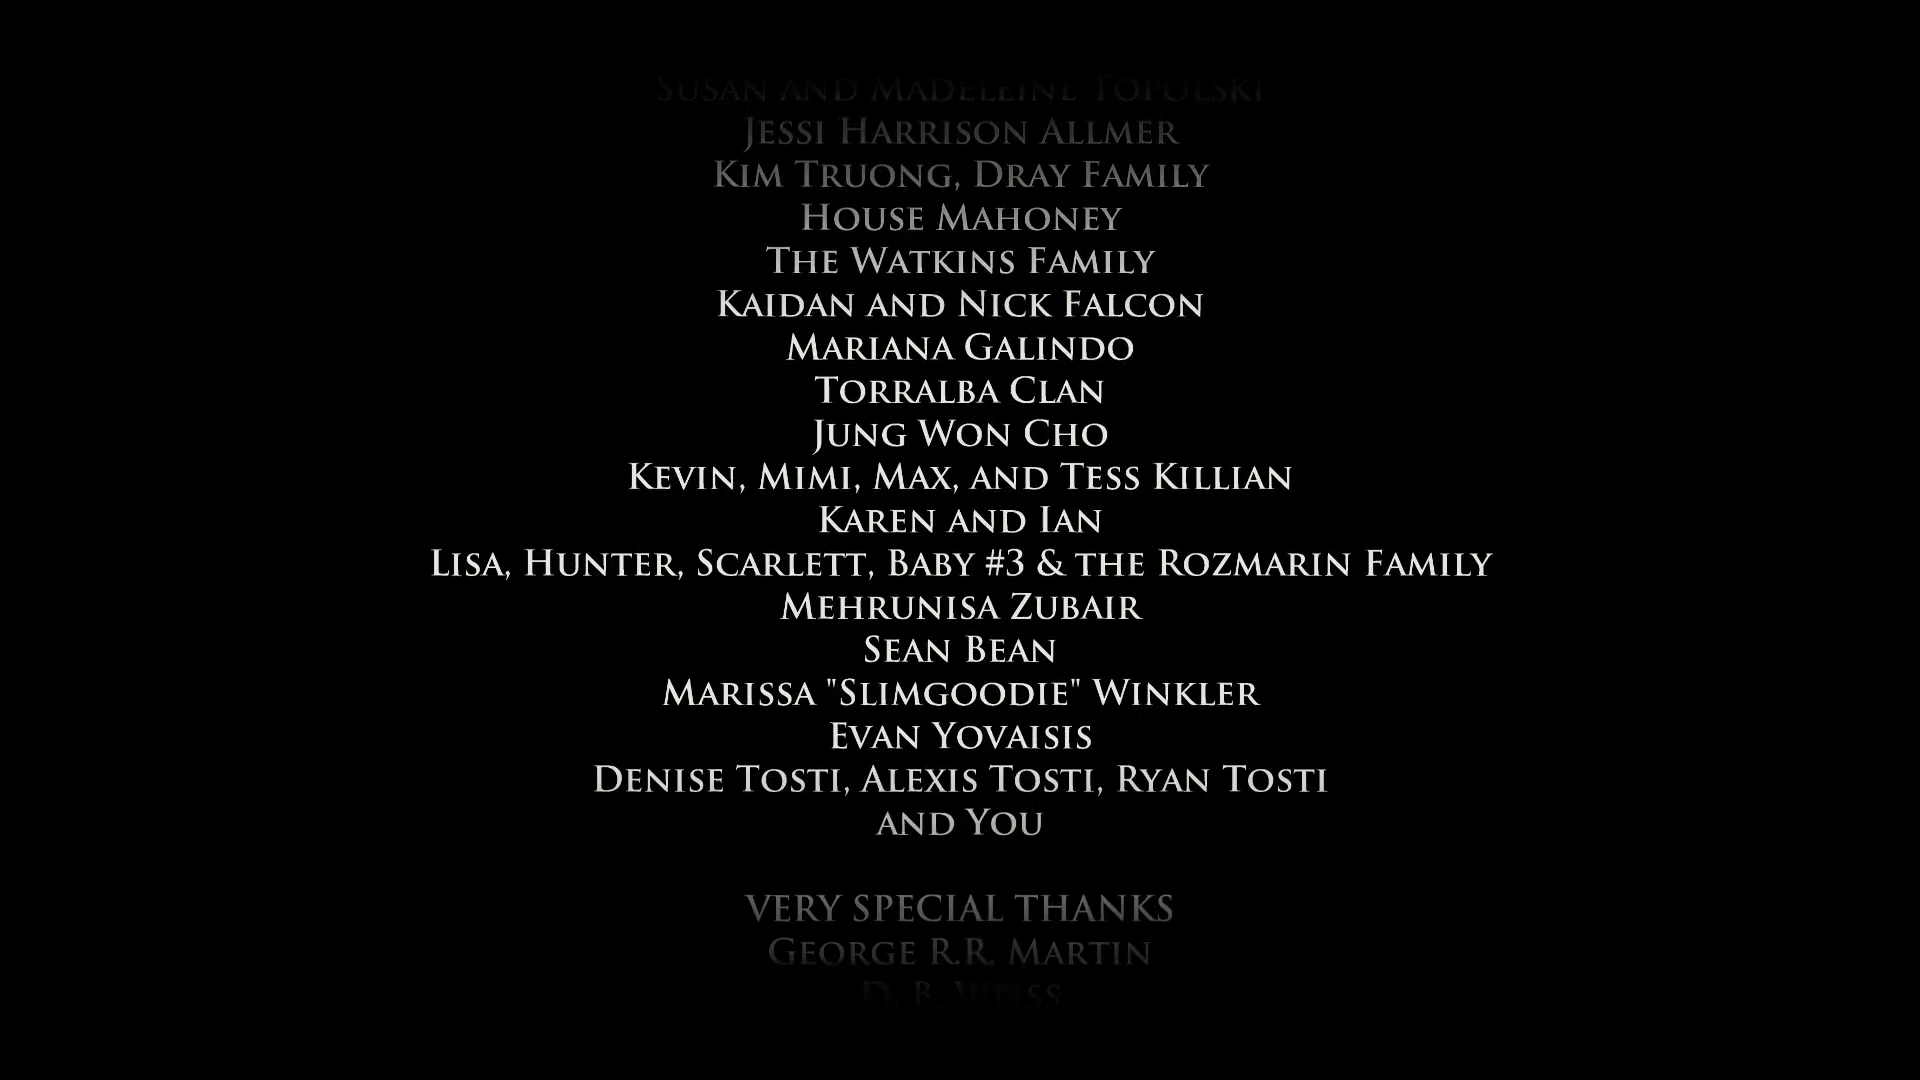 Susan and Madeleine Topolski
Jessi Harrison Allmer
Kim Truong, Dray Family
House Mahoney
The Watkins Family
Kaidan and Nick Falcon
Mariana Galindo
Torralba Clan
Jung Won Cho
Kevin, Mimi, Max, and Tess Killian
Karen and Ian
Lisa, Hunter, Scarlett, Baby #3 & the Rozmarin Family
Mehrunisa Zubair
Sean Bean
Marissa "Slimgoodie" Winkler
Evan Yovaisis
Denise Tosti, Alexis Tosti, Ryan Tosti
and You
VERY SPECIAL THANKS
George R.R. Martin
D. B. Weiss